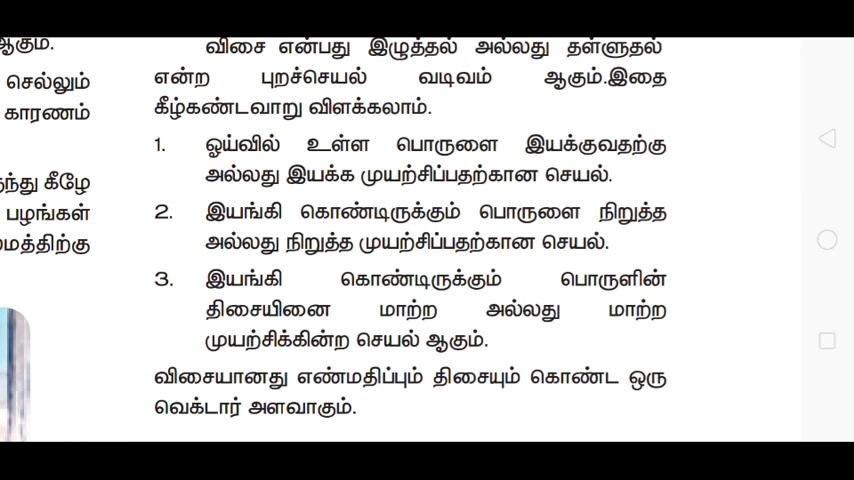 ஆகும்.
செல்லும்
காரணம்
கீழே
பழங்கள்
விசை என்பது இழுத்தல் அல்லது தள்ளுதல்
என்ற புறச்செயல் வடிவம் ஆகும்.இதை
கீழ்கண்டவாறு விளக்கலாம்.
1. ஓய்வில் உள்ள பொருளை இயக்குவதற்கு
அல்லது இயக்க முயற்சிப்பதற்கான செயல்.
2. இயங்கி கொண்டிருக்கும் பொருளை நிறுத்த
அல்லது நிறுத்த முயற்சிப்பதற்கான செயல்.
3. இயங்கி கொண்டிருக்கும் பொருளின்
திசையினை மாற்ற அல்லது மாற்ற
முயற்சிக்கின்ற செயல் ஆகும்.
விசையானது எண்மதிப்பும் திசையும் கொண்ட ஒரு
வெக்டார் அளவாகும்.